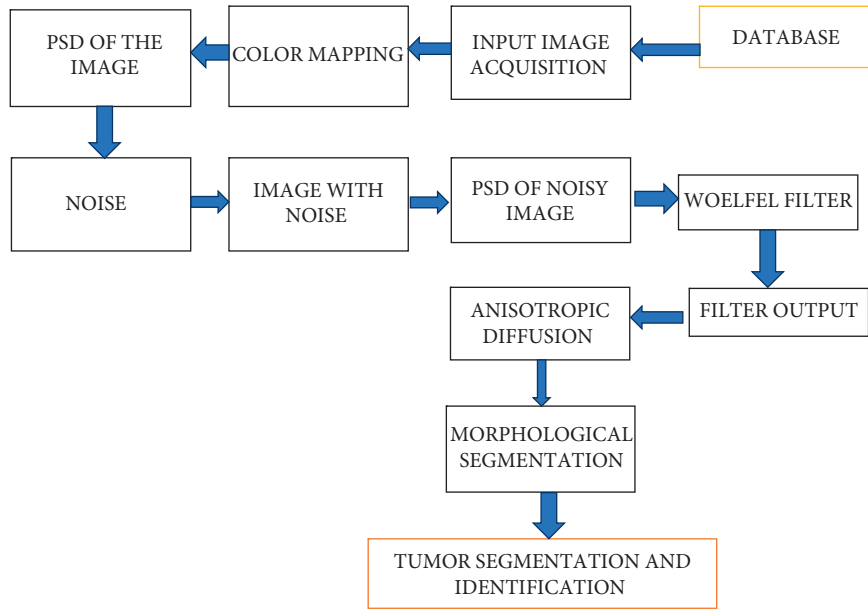 PSD OF THE
IMAGE
COLOR MAPPING
INPUT IMAGE
ACQUISITION
DATABASE
NOISE
IMAGE WITH
NOISE
PSD OF NOISY
IMAGE
WOELFEL FILTER
ANISOTROPIC
DIFFUSION
FILTER OUTPUT
MORPHOLOGICAL
SEGMENTATION
TUMOR SEGMENTATION AND
IDENTIFICATION